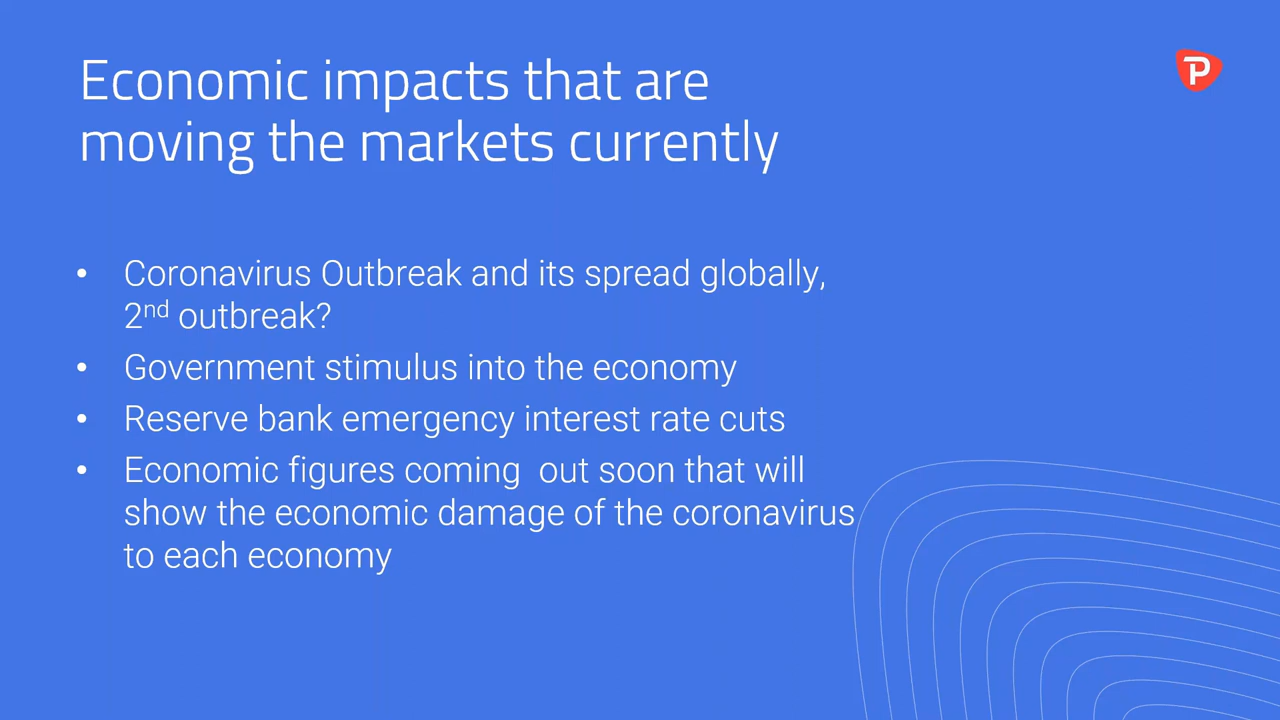 Economic impacts that are
moving the markets currently
P
• Coronavirus Outbreak and its spread globally,
2nd outbreak?
• Government stimulus into the economy
• Reserve bank emergency interest rate cuts
• Economic figures coming  out soon that will
show the economic damage of the coronavirus
to each economy